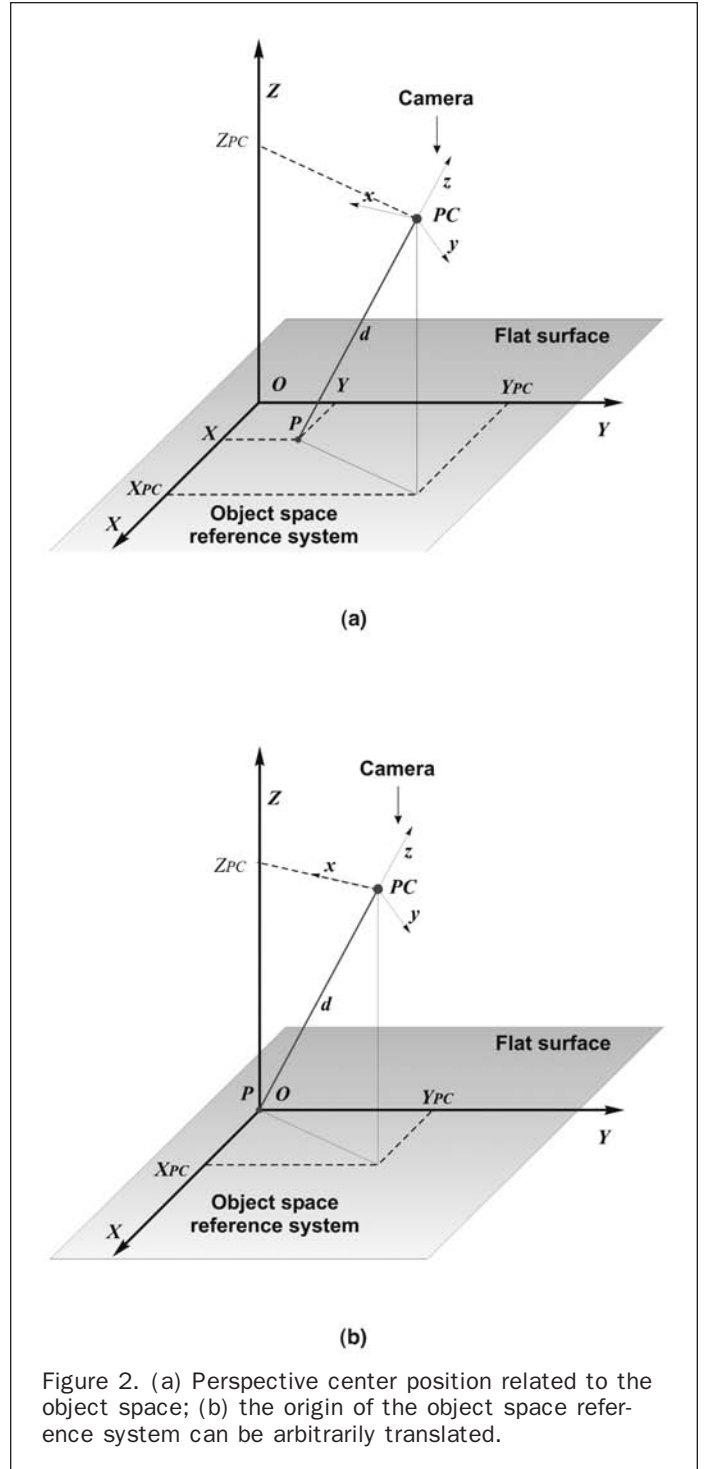 Z
Camera
ZPC
z
x
PC
y
d
Flat surface
O
Y
YPC
X
P
Y
XPC
X
Object space
reference system
(a)
Camera
Z
ZPC
x
z
PC
y
d
Flat surface
P
O
YPC
Y
XPC
X
Object space
reference system
(b)
Figure 2. (a) Perspective center position related to the
object space; (b) the origin of the object space refer-
ence system can be arbitrarily translated.